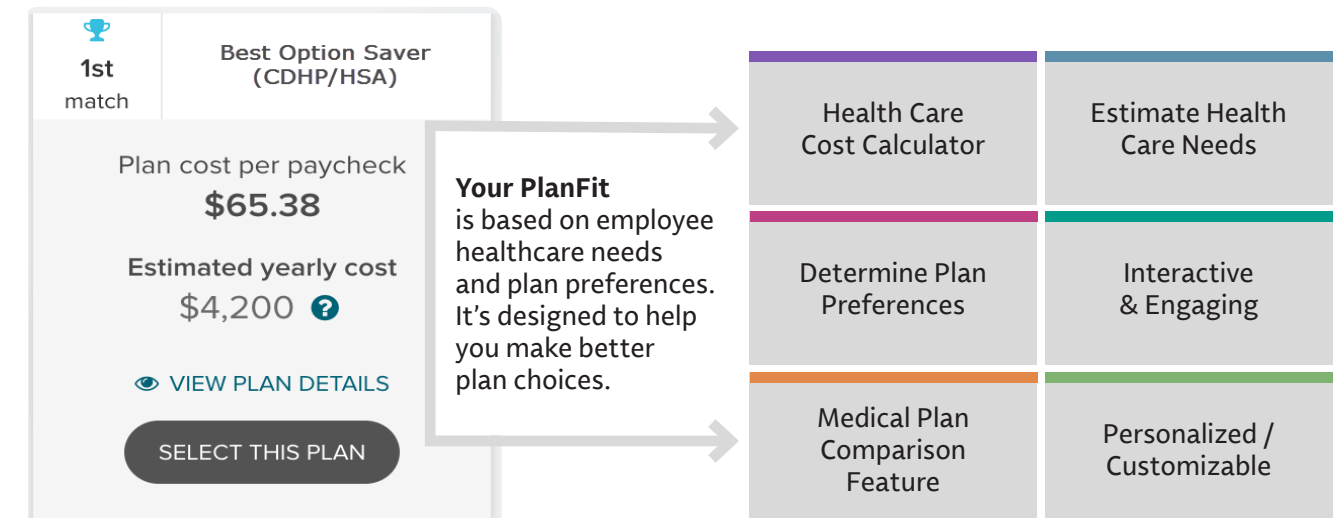 1st
match
Best Option Saver
(CDHP/HSA)
Plan cost per paycheck
$65.38
Estimated yearly cost
$4,200 ?
VIEW PLAN DETAILS
SELECT THIS PLAN
Your PlanFit
is based on employee
healthcare needs
and plan preferences.
It's designed to help
you make better
plan choices.
Health Care
Cost Calculator
Estimate Health
Care Needs
Determine Plan
Preferences
Interactive
& Engaging
Medical Plan
Comparison
Feature
Personalized /
Customizable